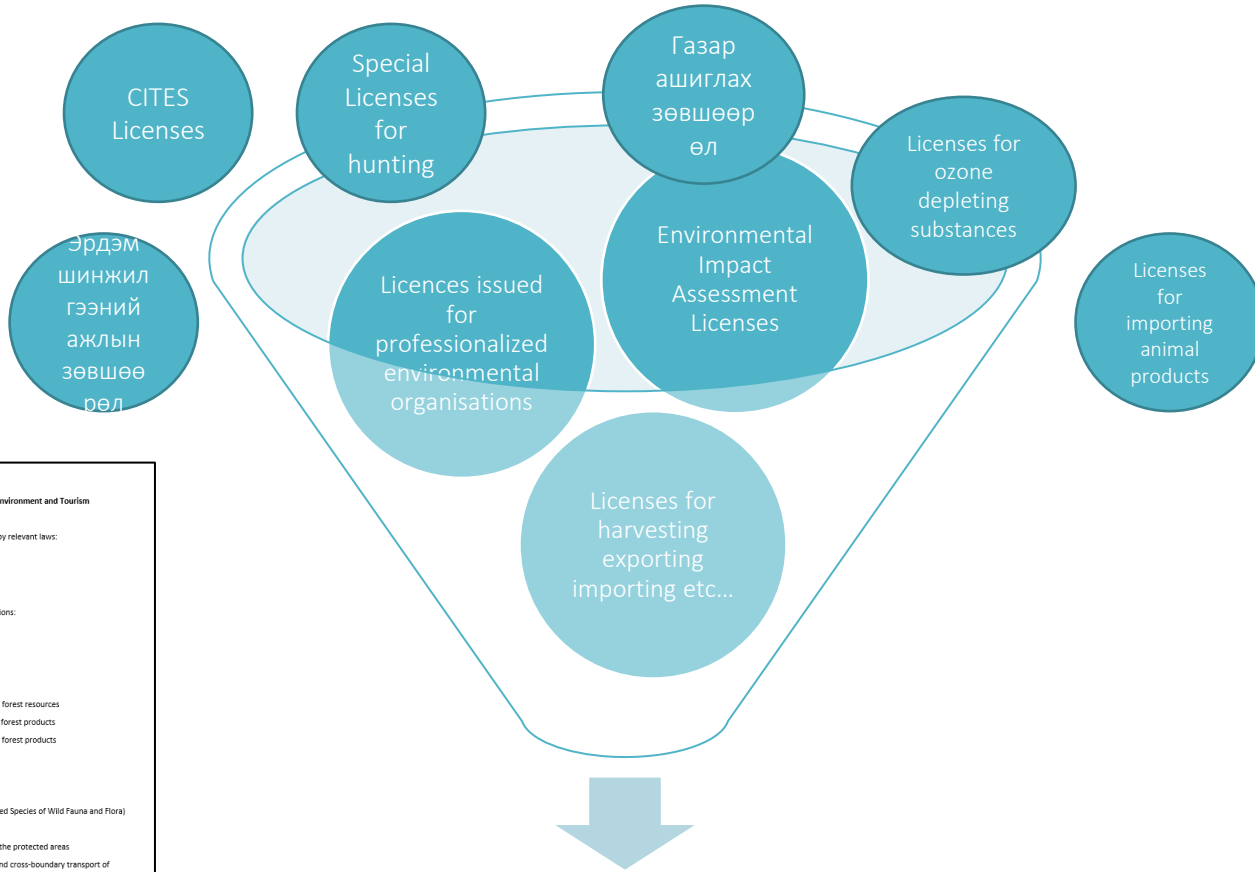 CITES
Licenses
Special
Licenses
for
hunting
Газар
ашиглах
зөвшөөр
өл
Licenses for
ozone
depleting
substances
Эрдэм
шинжил
гээний
ажлын
зөвшөө
рөл
Licences issued
for
professionalized
environmental
organisations
Environmental
Impact
Assessment
Licenses
Licenses
for
importing
animal
products
Licenses for
harvesting
exporting
importing etc...
nvironment and Tourism
by relevant laws:
ions:
forest resources
forest products
forest products
ed Species of Wild Fauna and Flora)
the protected areas
nd cross-boundary transport of